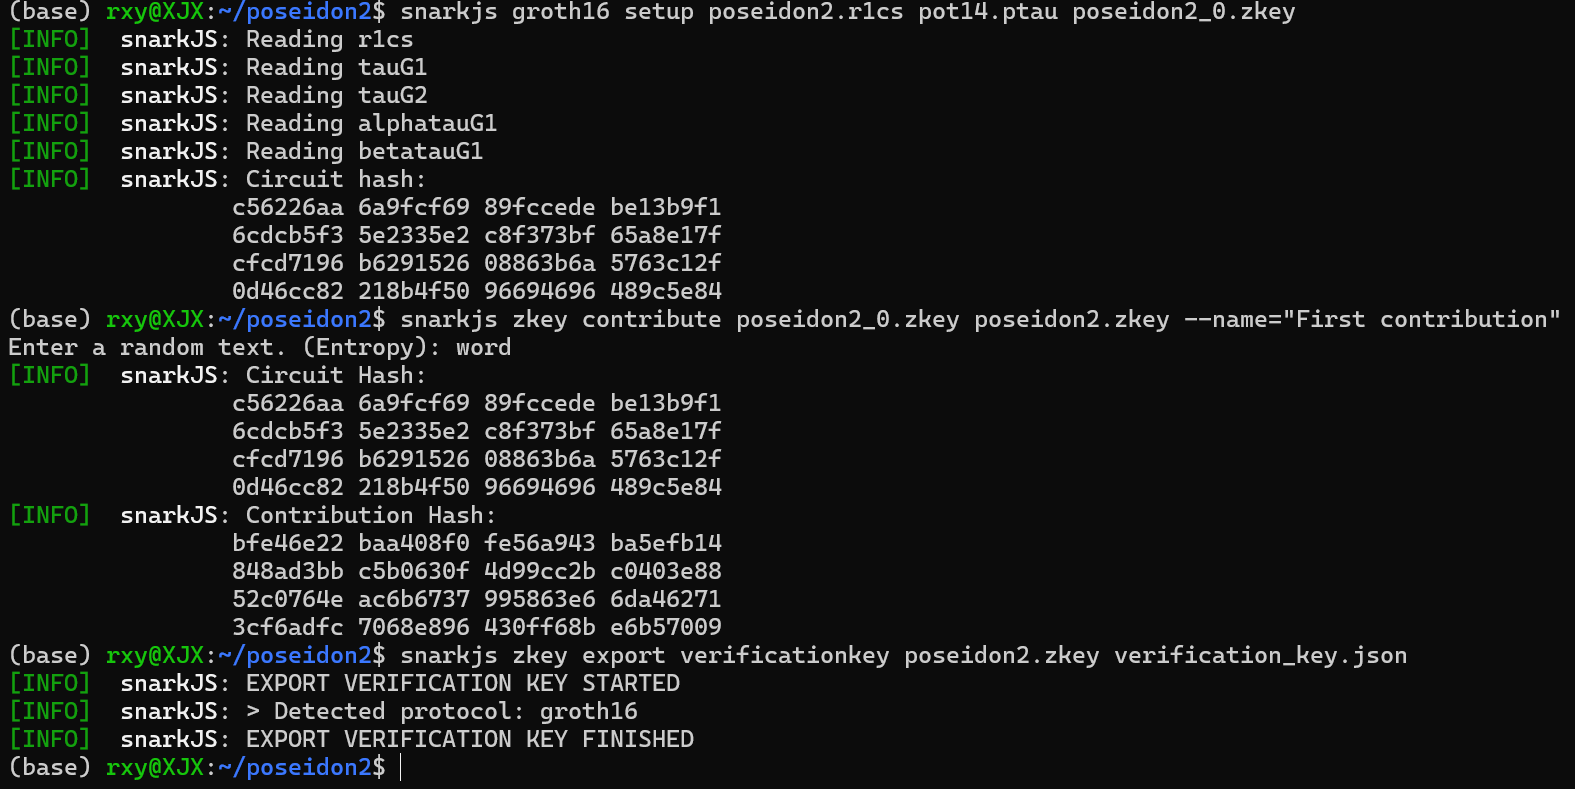 (base) rxy@XJX:~/poseidon2$ snarkjs groth16 setup poseidon2.r1cs pot14.ptau poseidon2_0.zkey
[INFO]  snarkJS: Reading r1cs
[INFO]  snarkJS: Reading tauG1
[INFO]  snarkJS: Reading tauG2
[INFO]  snarkJS: Reading alphatauG1
[INFO]  snarkJS: Reading betatauG1
[INFO]  snarkJS: Circuit hash:
c56226aa 6a9fcf69 89fccede be13b9f1
6cdcb5f3 5e2335e2 c8f373bf 65a8e17f
cfcd7196 b6291526 08863b6a 5763c12f
0d46cc82 218b4f50 96694696 489c5e84
(base) rxy@XJX:~/poseidon2$ snarkjs zkey contribute poseidon2_0.zkey poseidon2.zkey --name="First contribution"
Enter a random text. (Entropy): word
[INFO]  snarkJS: Circuit Hash:
c56226aa 6a9fcf69 89fccede be13b9f1
6cdcb5f3 5e2335e2 c8f373bf 65a8e17f
cfcd7196 b6291526 08863b6a 5763c12f
0d46cc82 218b4f50 96694696 489c5e84
[INFO]  snarkJS: Contribution Hash:
bfe46e22 baa408f0 fe56a943 ba5efb14
848ad3bb c5b0630f 4d99cc2b c0403e88
52c0764e ac6b6737 995863e6 6da46271
3cf6adfc 7068e896 430ff68b e6b57009
(base) rxy@XJX:~/poseidon2$ snarkjs zkey export verificationkey poseidon2.zkey verification_key.json
[INFO]  snarkJS: EXPORT VERIFICATION KEY STARTED
[INFO]  snarkJS: > Detected protocol: groth16
[INFO]  snarkJS: EXPORT VERIFICATION KEY FINISHED
(base) rxy@XJX:~/poseidon2$